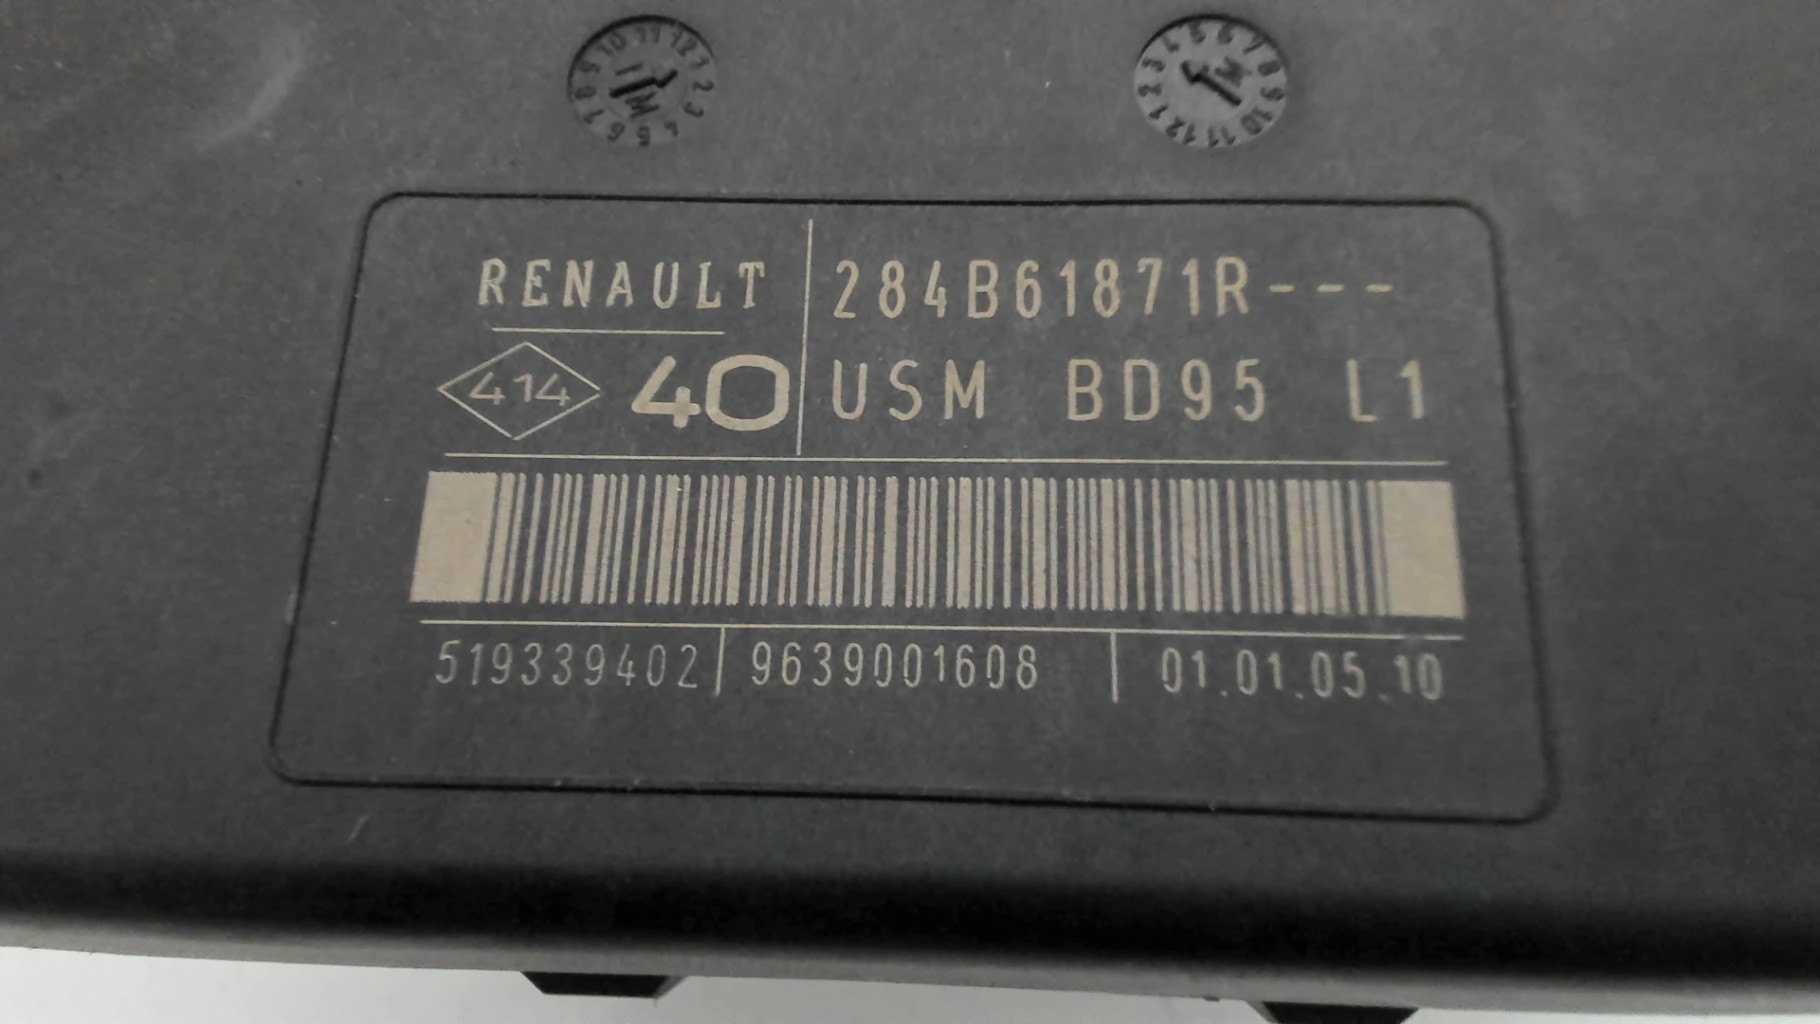 RENAULT 284B61871R---
414 40 USM BD95 L1
519339402 9639001608 01.01.05.10